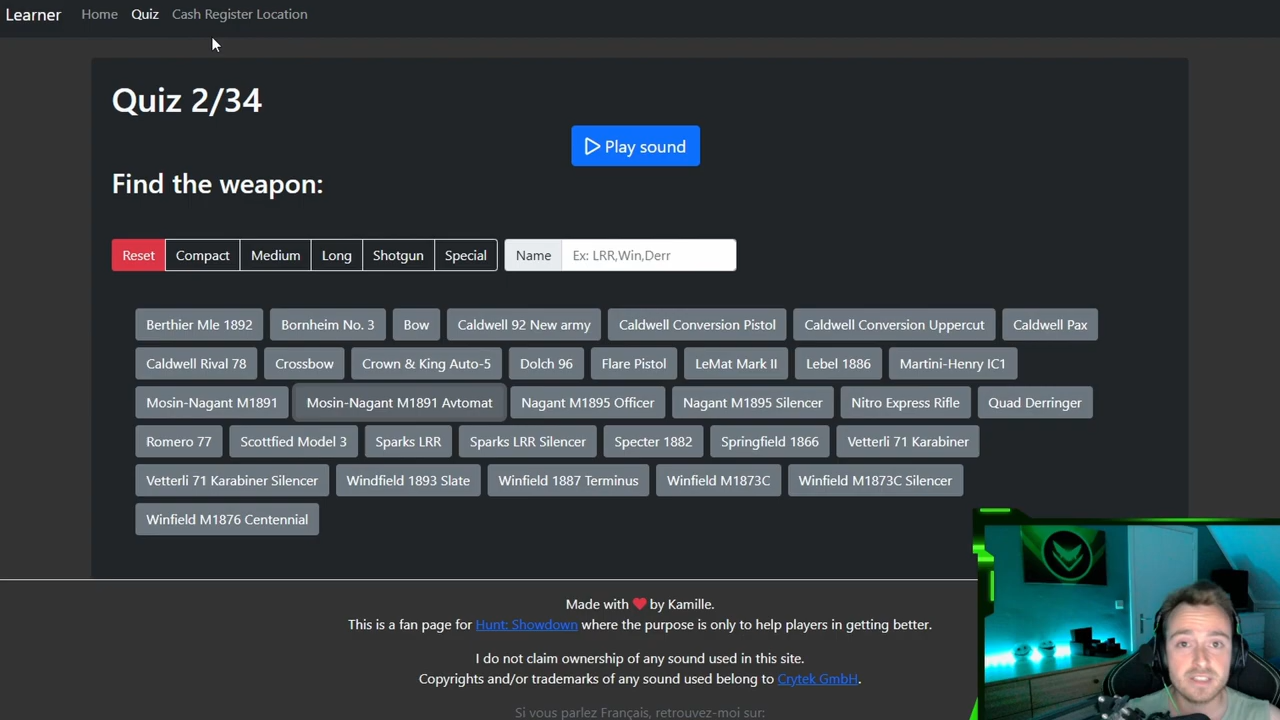 Learner Home Quiz Cash Register Location
Quiz 2/34
Play sound
Find the weapon:
Reset Compact Medium Long Shotgun Special Name Ex: LRR,Win,Derr
Berthier Mle 1892 Bornheim No. 3 Bow Caldwell 92 New army Caldwell Conversion Pistol Caldwell Conversion Uppercut Caldwell Pax
Caldwell Rival 78 Crossbow Crown & King Auto-5 Dolch 96 Flare Pistol LeMat Mark II Lebel 1886 Martini-Henry IC1
Mosin-Nagant M1891 Mosin-Nagant M1891 Avtomat Nagant M1895 Officer Nagant M1895 Silencer Nitro Express Rifle Quad Derringer
Romero 77 Scottfied Model 3 Sparks LRR Sparks LRR Silencer Specter 1882 Springfield 1866 Vetterli 71 Karabiner
Vetterli 71 Karabiner Silencer Windfield 1893 Slate Winfield 1887 Terminus Winfield M1873C Winfield M1873C Silencer
Winfield M1876 Centennial
Made with ❤ by Kamille.
This is a fan page for Hunt: Showdown where the purpose is only to help players in getting better.
I do not claim ownership of any sound used in this site.
Copyrights and/or trademarks of any sound used belong to Crytek GmbH.
Si vous parlez Français, retrouvez-moi sur: